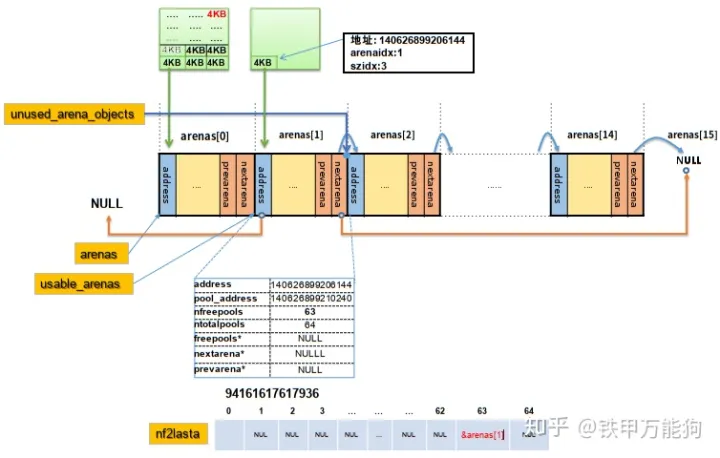 .... ..... 4KB
.... ... ...
4KB 4KB 4KB
4KB 4KB 4KB
4KB
地址: 140626899206144
arenaidx:1
szidx:3
unused_arena_objects
arenas[0]
arenas[1]
arenas[2]
arenas[14]
arenas[15]
address
....
prevarena
nextarena
address
....
prevarena
nextarena
address
....
prevarena
nextarena
......
address
....
prevarena
nextarena
NULL
NULL
arenas
usable_arenas
address 140626899206144
pool_address 140626899210240
nfreepools 63
ntotalpools 64
freepools* NULL
nextarena* NULLL
prevarena* NULL
94161617617936
0 1 2 3 ... ... 62 63 64
nf2lasta
NUL NUL NUL NUL ... NUL NUL &arenas[1] NUL
知乎 @铁甲万能狗